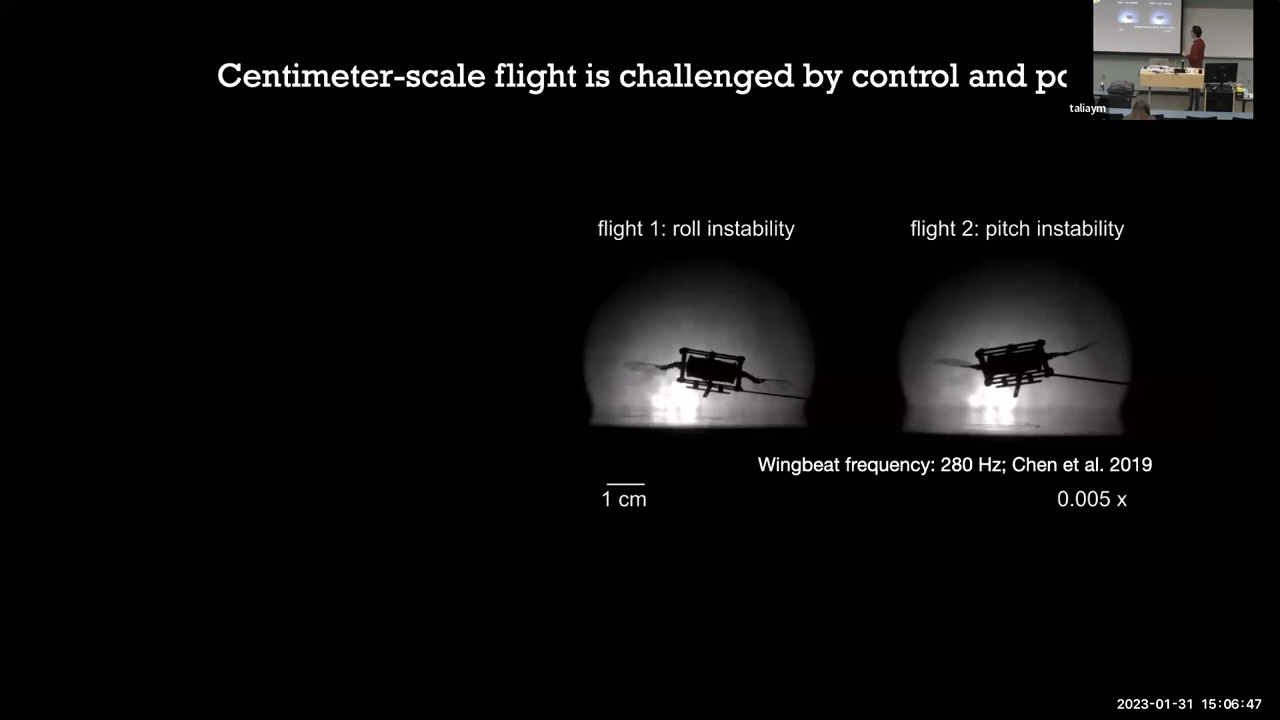 Centimeter-scale flight is challenged by control and po
taliaym
flight 1: roll instability
flight 2: pitch instability
Wingbeat frequency: 280 Hz; Chen et al. 2019
1 cm
0.005 x
2023-01-31 15:06:47